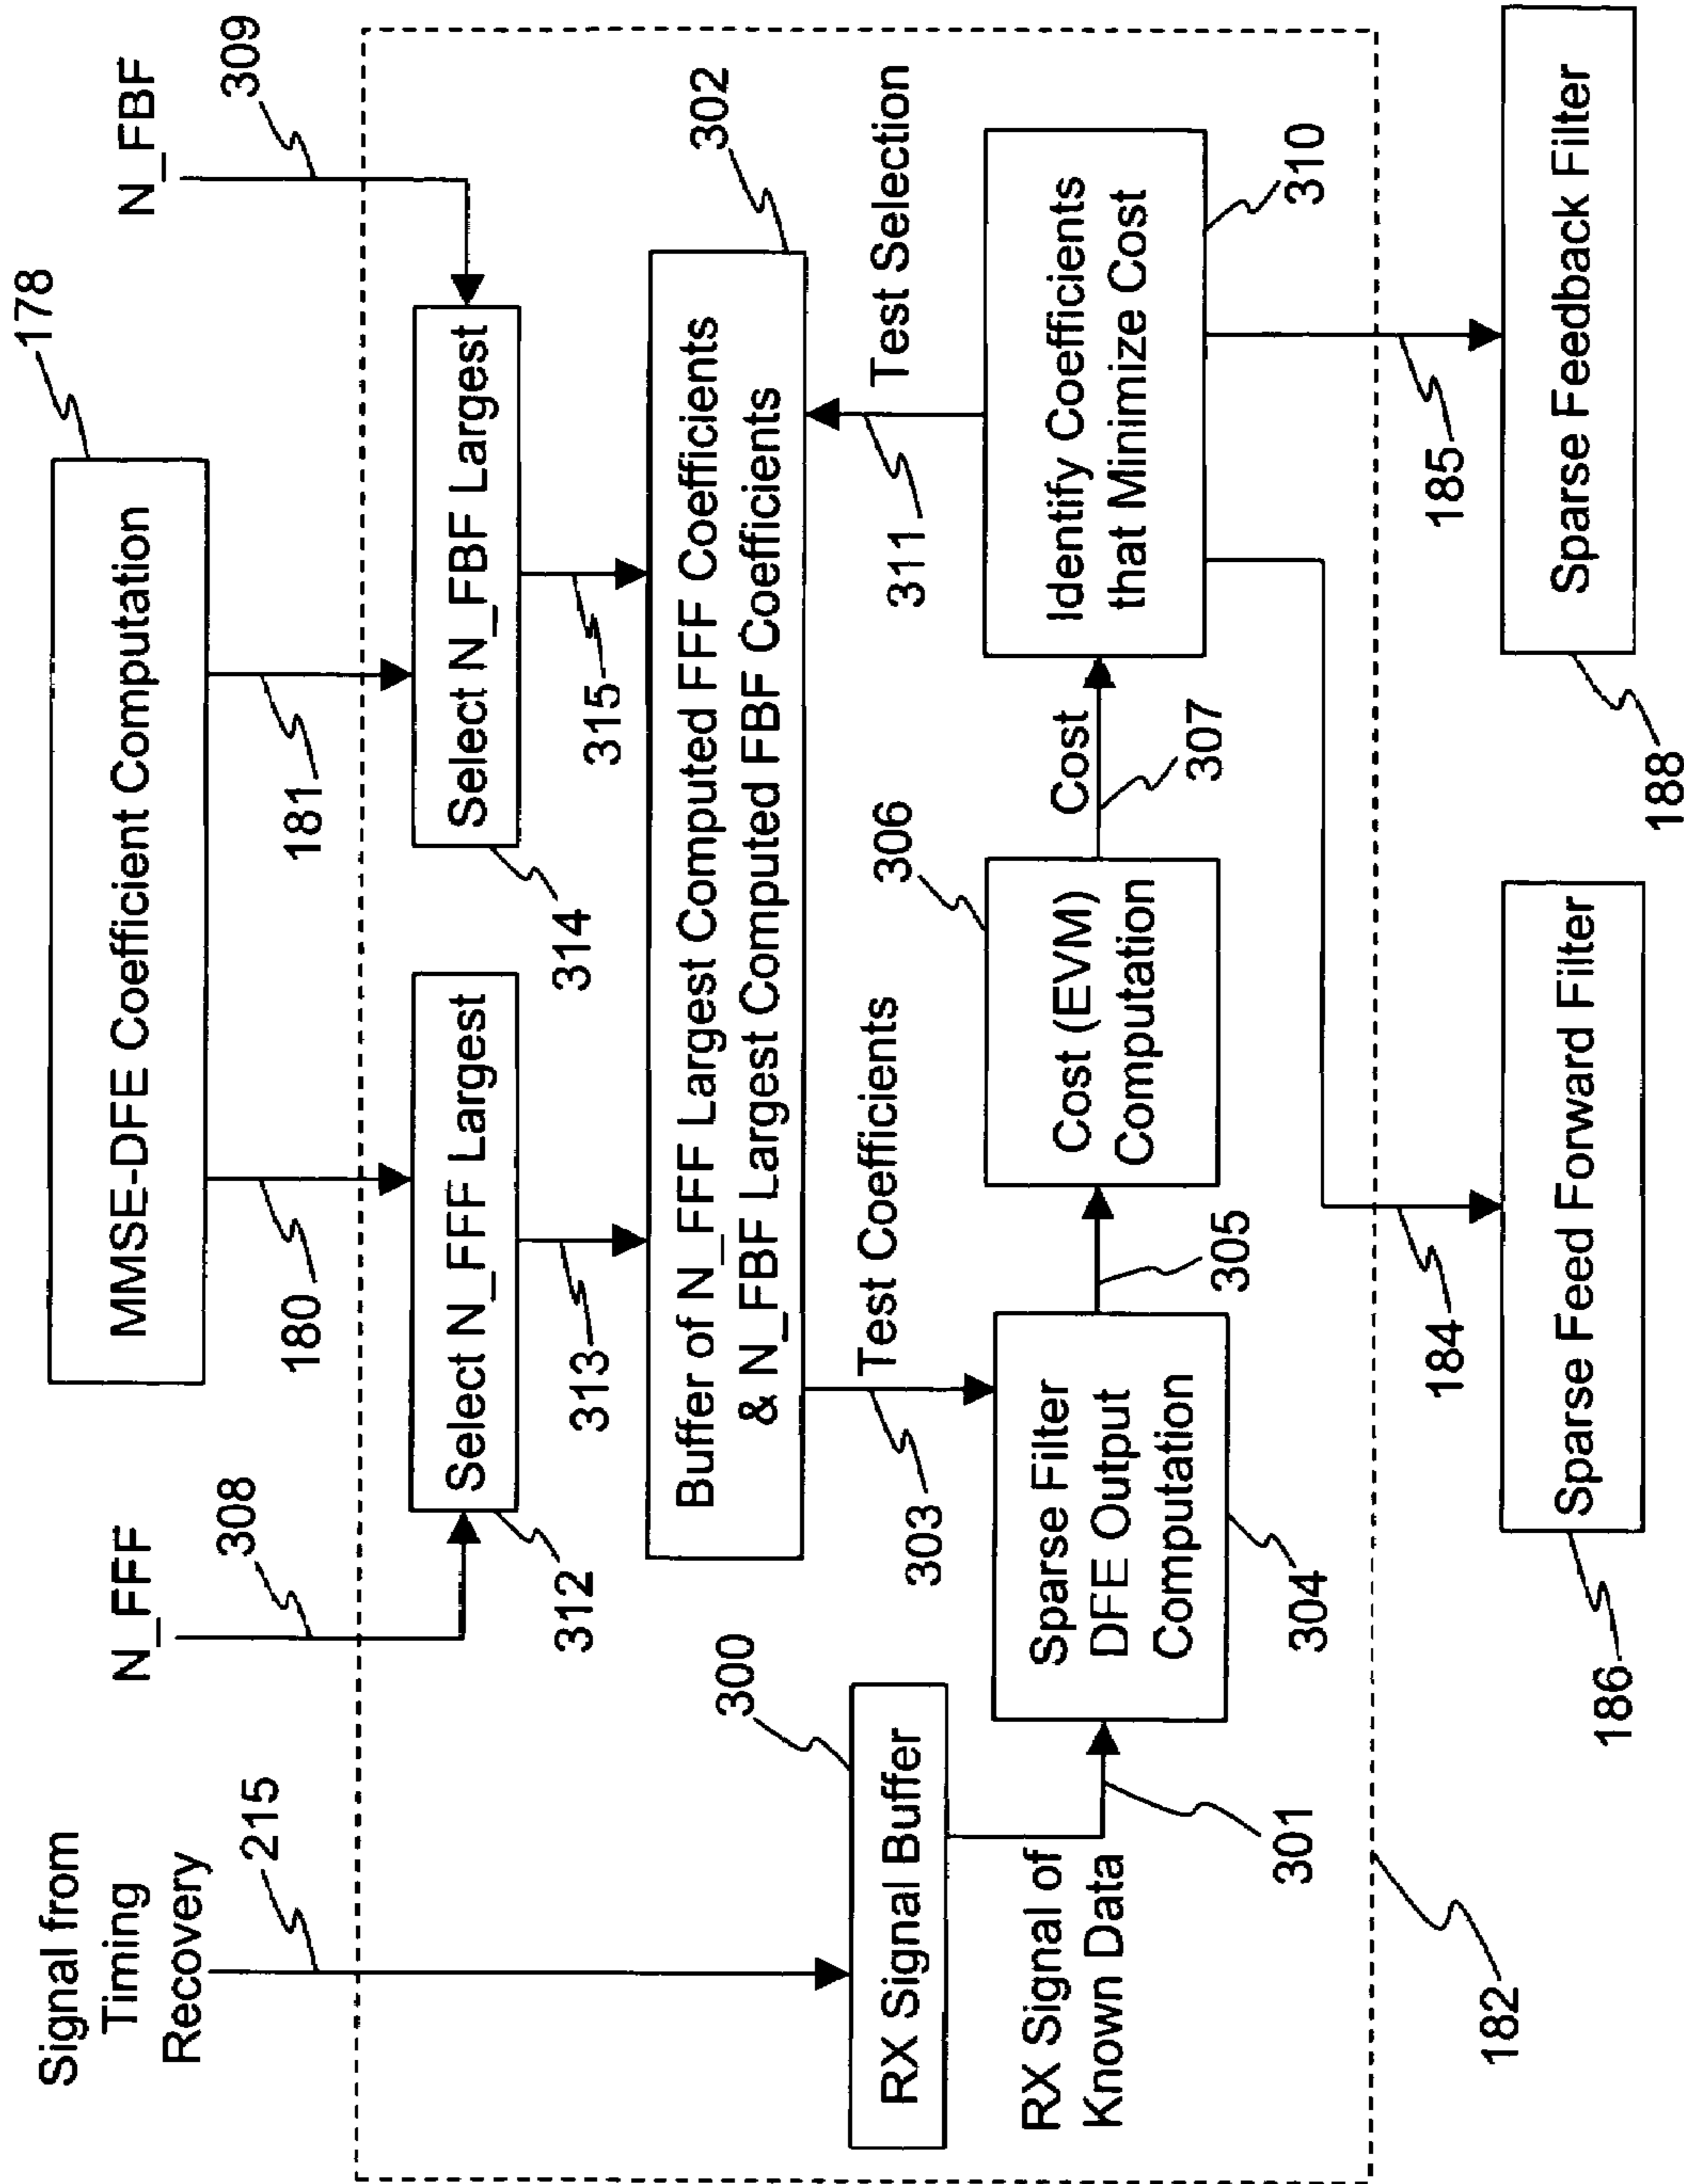 Signal from
Timing
Recovery
215
N_FFF
308
MMSE-DFE Coefficient Computation
178
N_FBF
309
180
181
Select N_FFF Largest
312
Select N_FBF Largest
314
313
315
Buffer of N_FFF Largest Computed FFF Coefficients
& N_FBF Largest Computed FBF Coefficients
302
RX Signal Buffer
300
303
Test Coefficients
311
Test Selection
RX Signal of
Known Data
301
Sparse Filter
DFE Output
Computation
304
305
Cost (EVM)
Computation
306
Cost
307
Identify Coefficients
that Minimize Cost
310
182
184
185
Sparse Feed Forward Filter
186
Sparse Feedback Filter
188